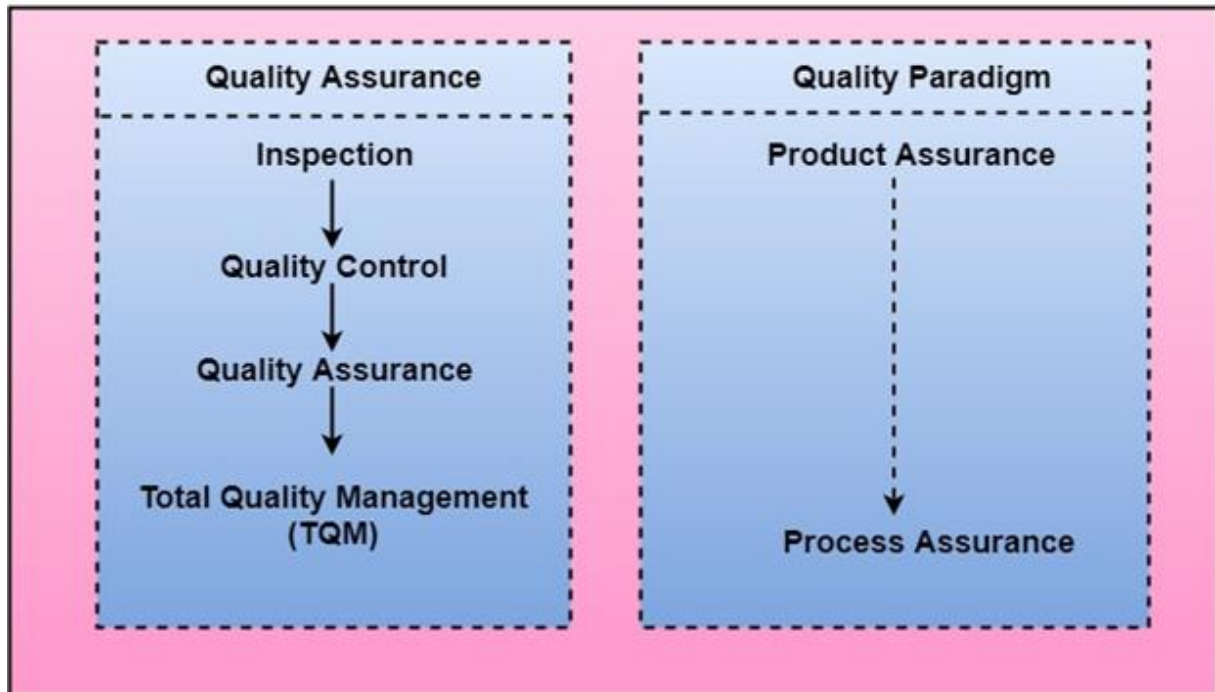 Quality Assurance
Inspection
Quality Control
Quality Assurance
Total Quality Management
(TQM)
Quality Paradigm
Product Assurance
Process Assurance